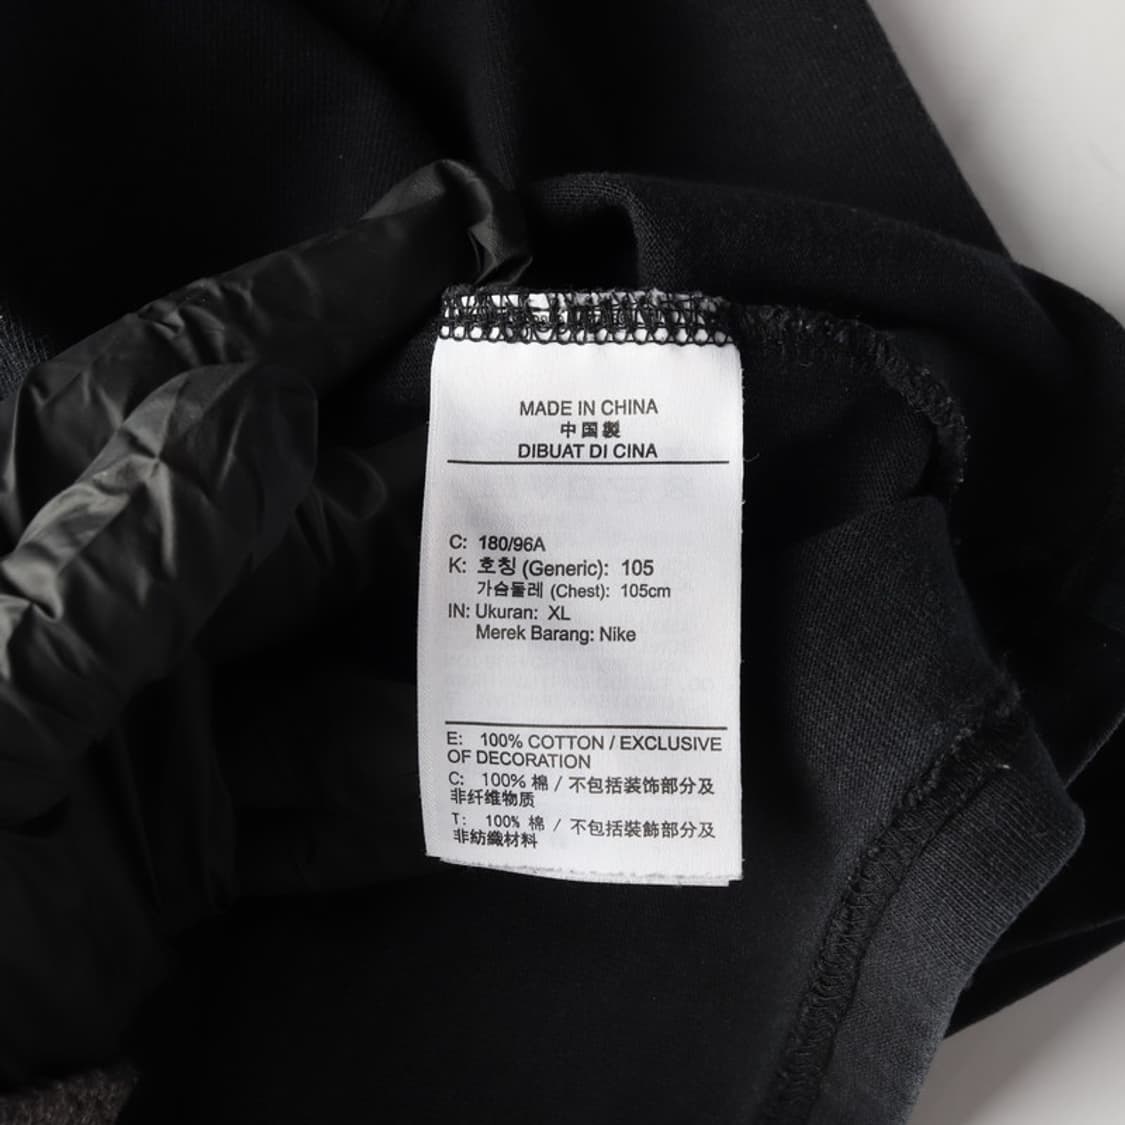 MADE IN CHINA
中国製
DIBUAT DI CINA
C: 180/96A
K: 호칭 (Generic): 105
가슴둘레 (Chest): 105cm
IN: Ukuran: XL
Merek Barang: Nike
E: 100% COTTON / EXCLUSIVE
OF DECORATION
C: 100% 棉 / 不包括装饰部分及
非纤维物质
T: 100% 棉 / 不包括裝飾部分及
非紡織材料